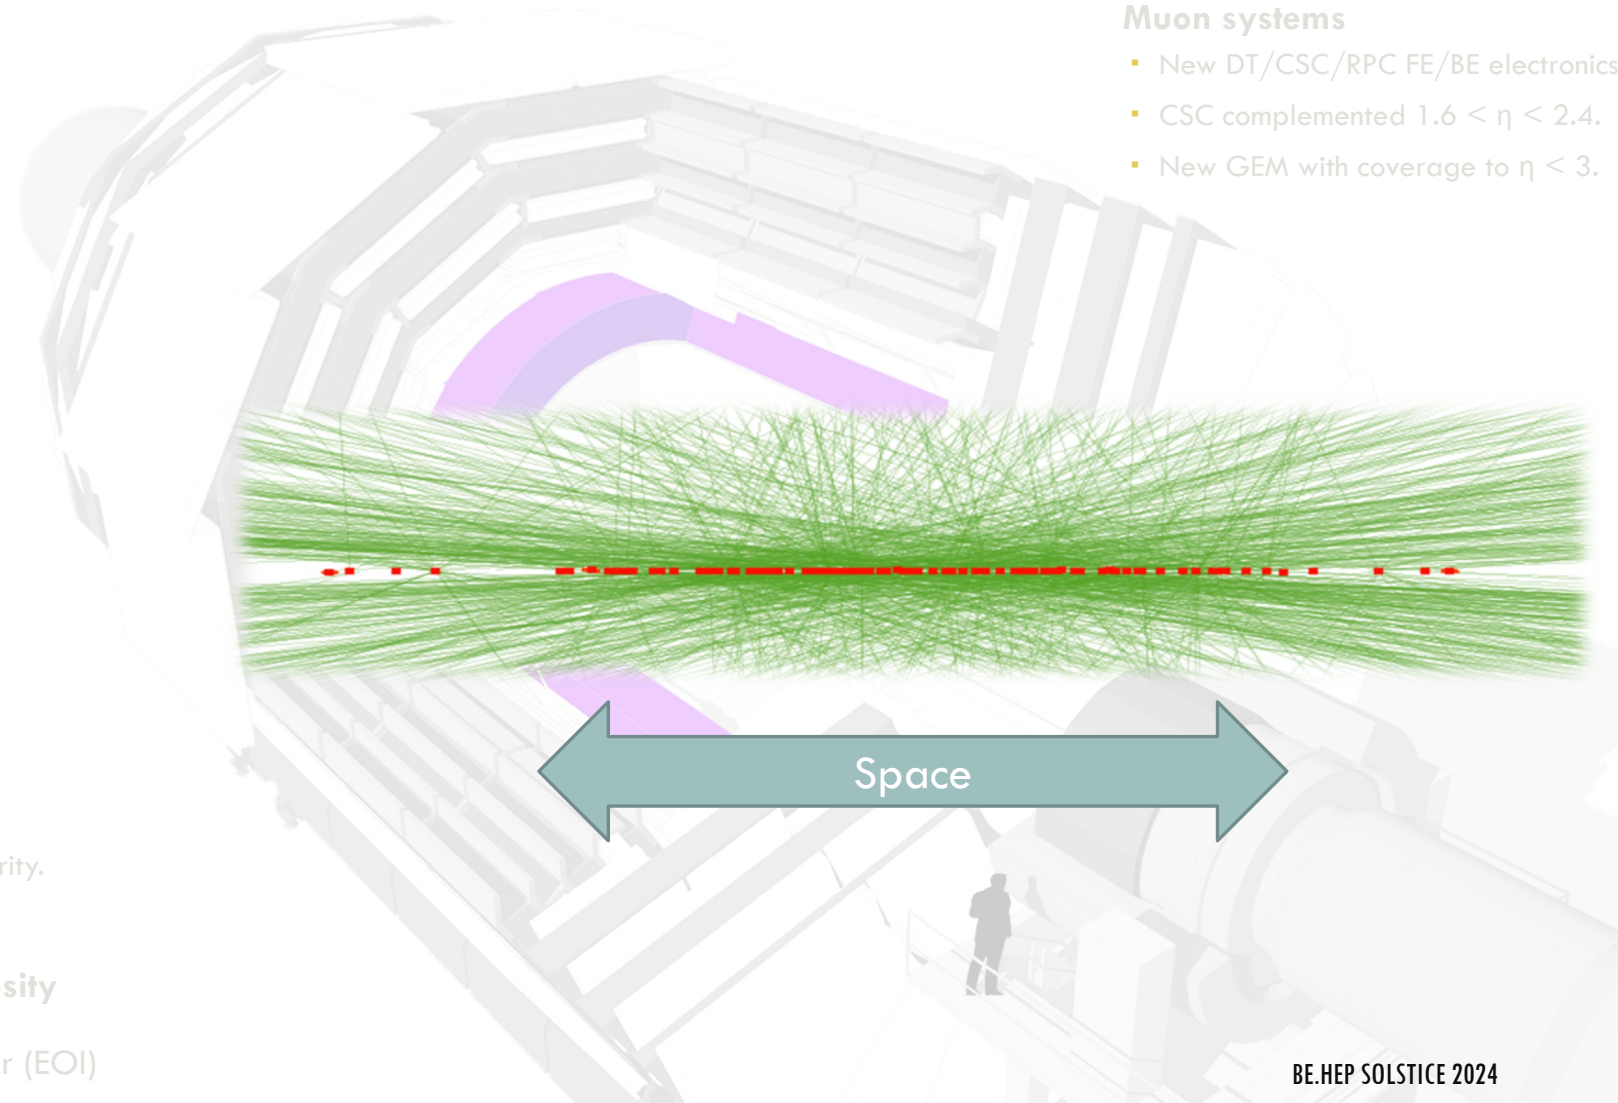 Muon systems
▪ New DT/CSC/RPC FE/BE electronics
▪ CSC complemented 1.6 < η < 2.4.
▪ New GEM with coverage to η < 3.
Space
rity.
sity
r (EOI)
BE.HEP SOLSTICE 2024